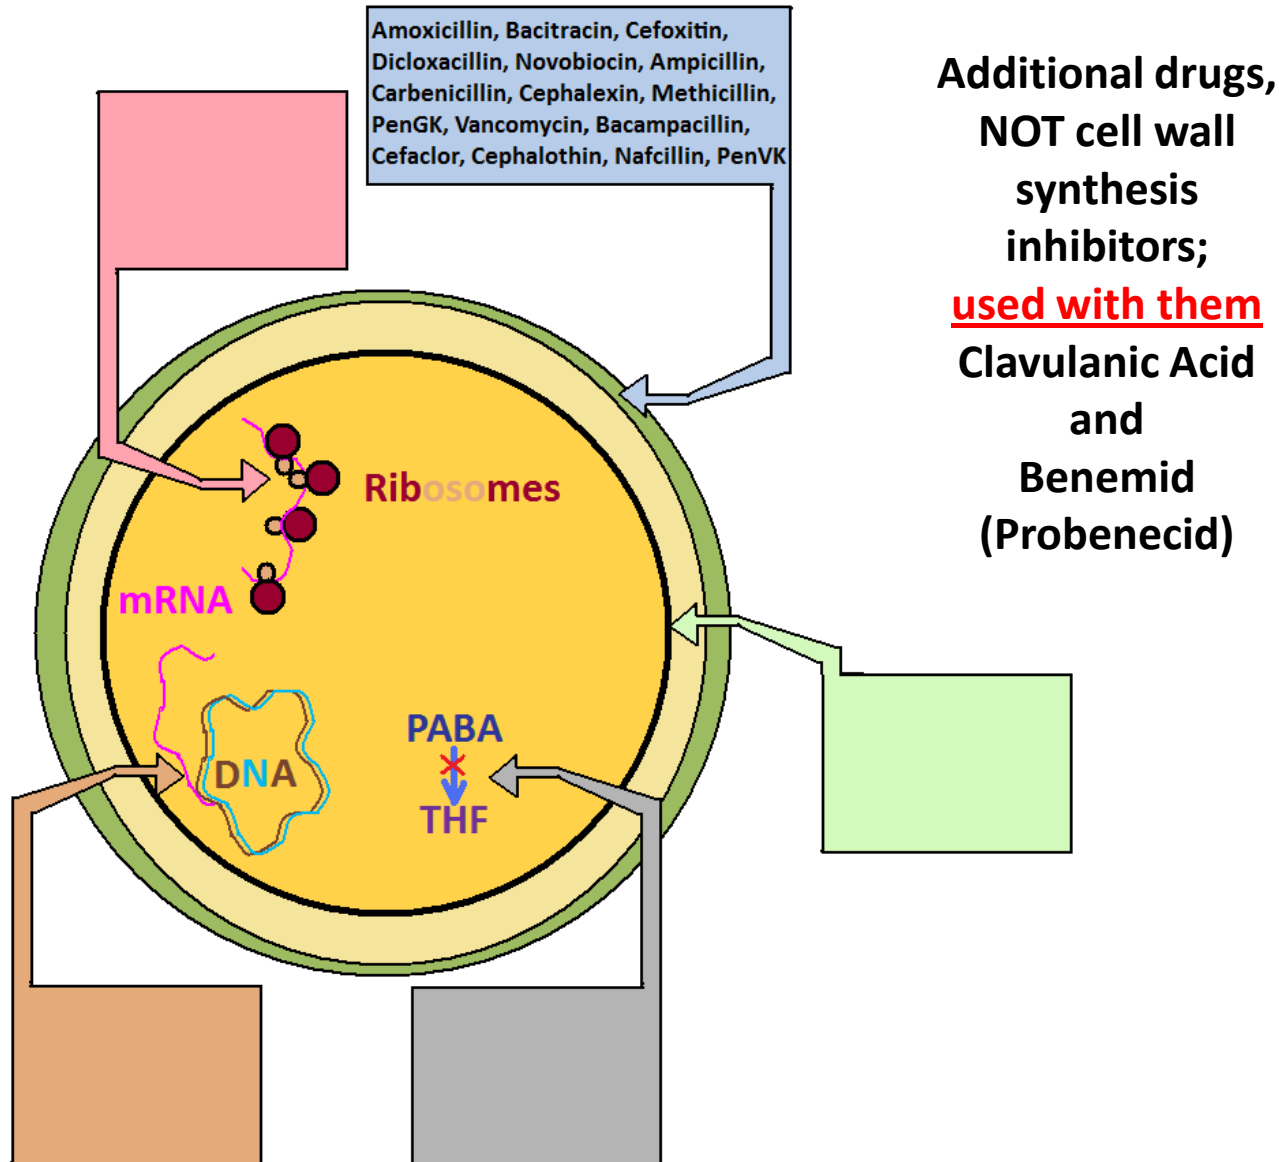 Amoxicillin, Bacitracin, Cefoxitin,
Dicloxacillin, Novobiocin, Ampicillin,
Carbenicillin, Cephalexin, Methicillin,
PenGK, Vancomycin, Bacampacillin,
Cefaclor, Cephalothin, Nafcillin, PenVK
Additional drugs,
NOT cell wall
synthesis
inhibitors;
used with them
Clavulanic Acid
and
Benemid
(Probenecid)
Ribosomes
mRNA
DNA
PABA
THF